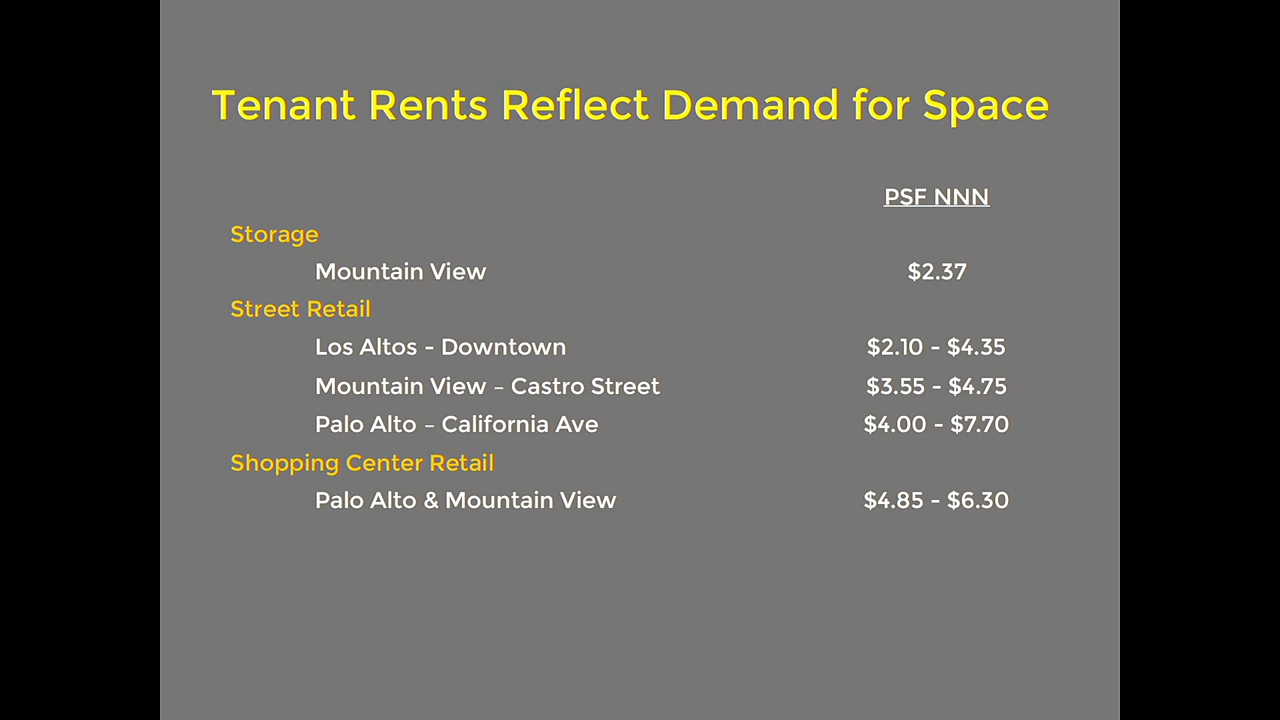 Tenant Rents Reflect Demand for Space
PSF NNN
Storage
Mountain View $2.37
Street Retail
Los Altos - Downtown $2.10 - $4.35
Mountain View – Castro Street $3.55 - $4.75
Palo Alto – California Ave $4.00 - $7.70
Shopping Center Retail
Palo Alto & Mountain View $4.85 - $6.30